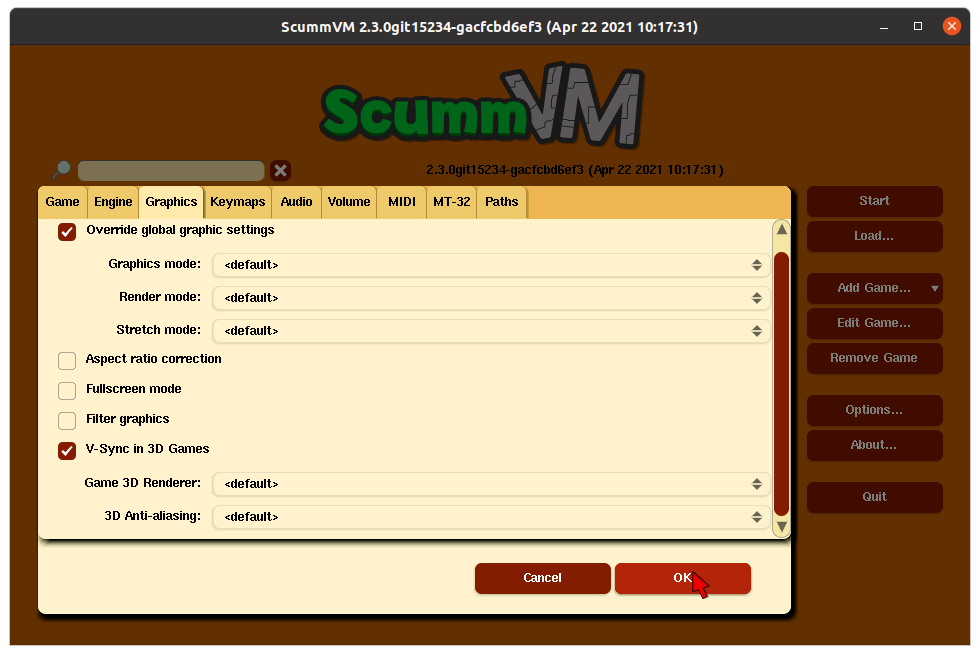 ScummVM 2.3.0git15234-gacfcbd6ef3 (Apr 22 2021 10:17:31)
ScummVM
2.3.0git15234-gacfcbd6ef3 (Apr 22 2021 10:17:31)
Game Engine Graphics Keymaps Audio Volume MIDI MT-32 Paths
Override global graphic settings
Graphics mode: <default>
Render mode: <default>
Stretch mode: <default>
Aspect ratio correction
Fullscreen mode
Filter graphics
V-Sync in 3D Games
Game 3D Renderer: <default>
3D Anti-aliasing: <default>
Cancel OK
Start
Load...
Add Game...
Edit Game...
Remove Game
Options...
About...
Quit